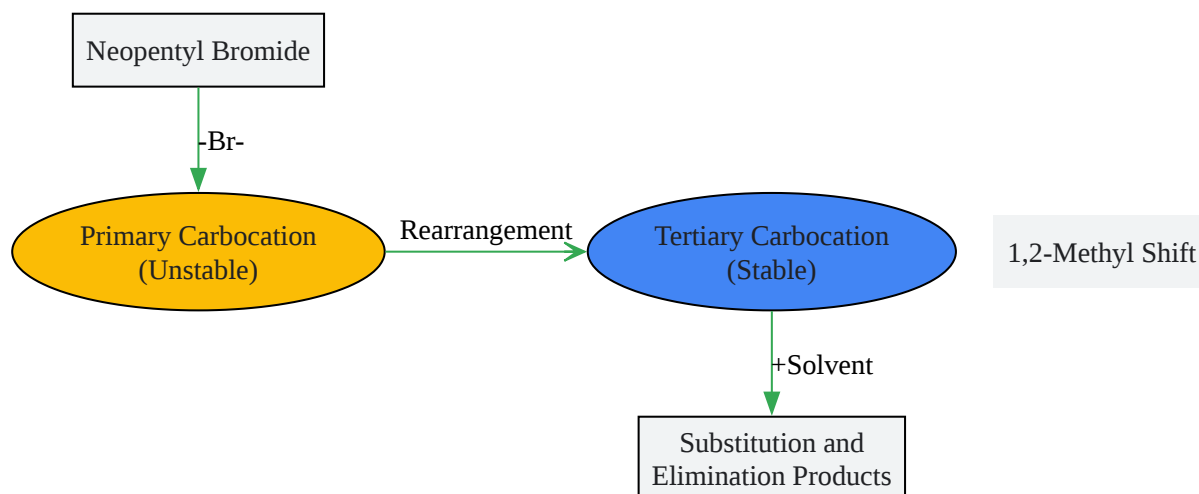 Neopentyl Bromide
-Br-
Primary Carbocation
(Unstable)
Rearrangement
Tertiary Carbocation
(Stable)
1,2-Methyl Shift
+Solvent
Substitution and
Elimination Products